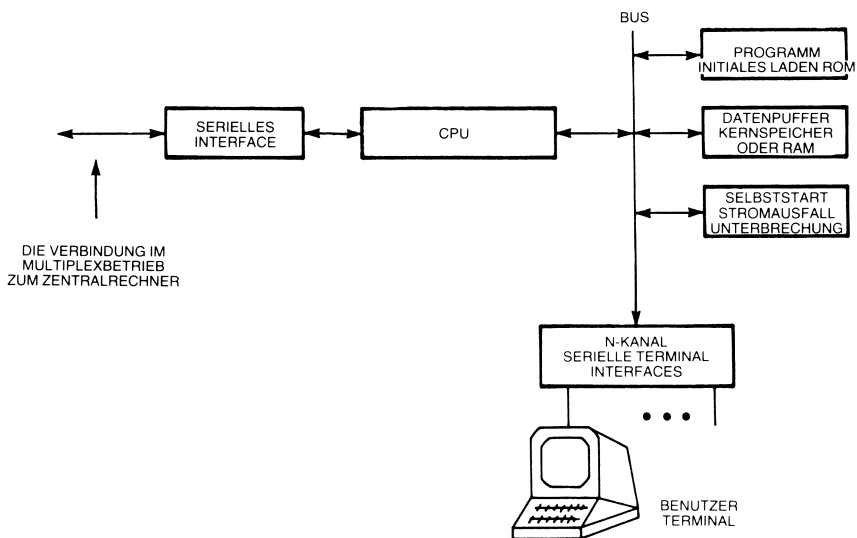 BUS
PROGRAMM
INITIALES LADEN ROM
SERIELLES
INTERFACE
CPU
DATENPUFFER
KERNSPEICHER
ODER RAM
SELBSTSTART
STROMAUSFALL
UNTERBRECHUNG
DIE VERBINDUNG IM
MULTIPLEXBETRIEB
ZUM ZENTRALRECHNER
N-KANAL
SERIELLE TERMINAL
INTERFACES
BENUTZER
TERMINAL